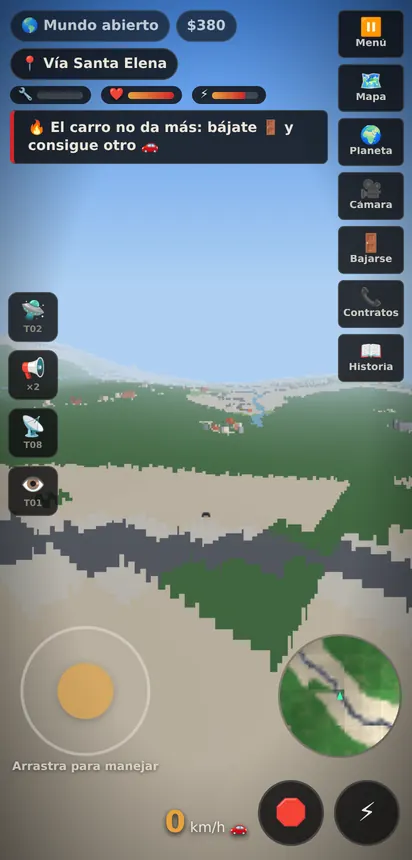 Mundo abierto
$380
Vía Santa Elena
El carro no da más: bájate y
consigue otro
Menú
Mapa
Planeta
Cámara
Bajarse
Contratos
Historia
T02
×2
T08
T01
Arrastra para manejar
0 km/h